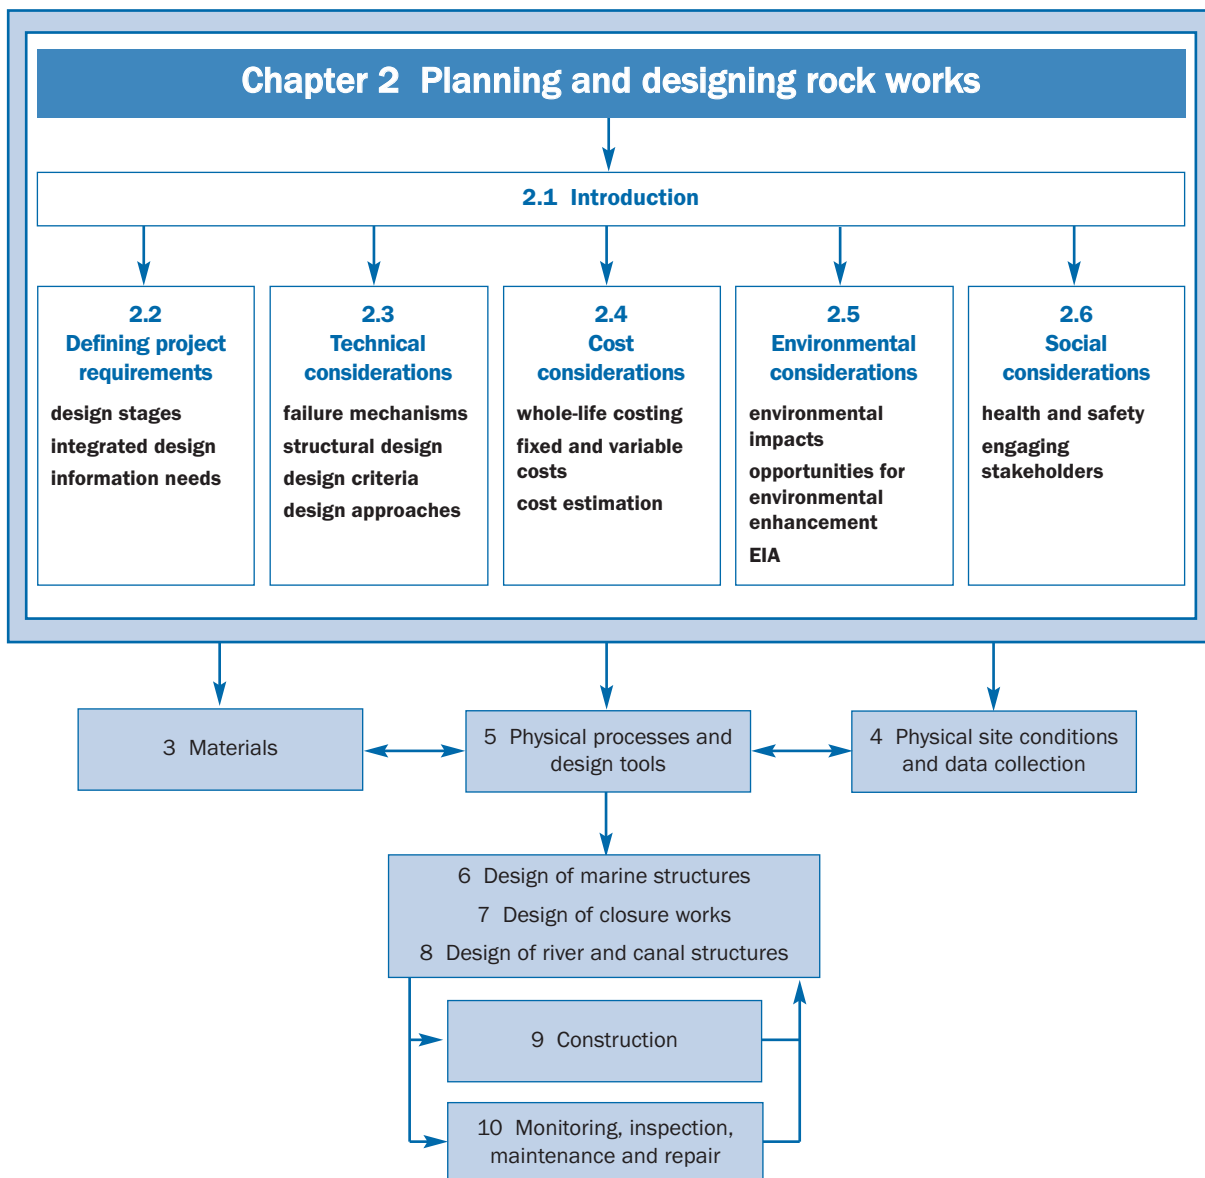 Chapter 2 Planning and designing rock works
2.1 Introduction
2.2
Defining project
requirements
design stages
integrated design
information needs
2.3
Technical
considerations
failure mechanisms
structural design
design criteria
design approaches
2.4
Cost
considerations
whole-life costing
fixed and variable
costs
cost estimation
2.5
Environmental
considerations
environmental
impacts
opportunities for
environmental
enhancement
EIA
2.6
Social
considerations
health and safety
engaging
stakeholders
3 Materials
5 Physical processes and
design tools
4 Physical site conditions
and data collection
6 Design of marine structures
7 Design of closure works
8 Design of river and canal structures
9 Construction
10 Monitoring, inspection,
maintenance and repair